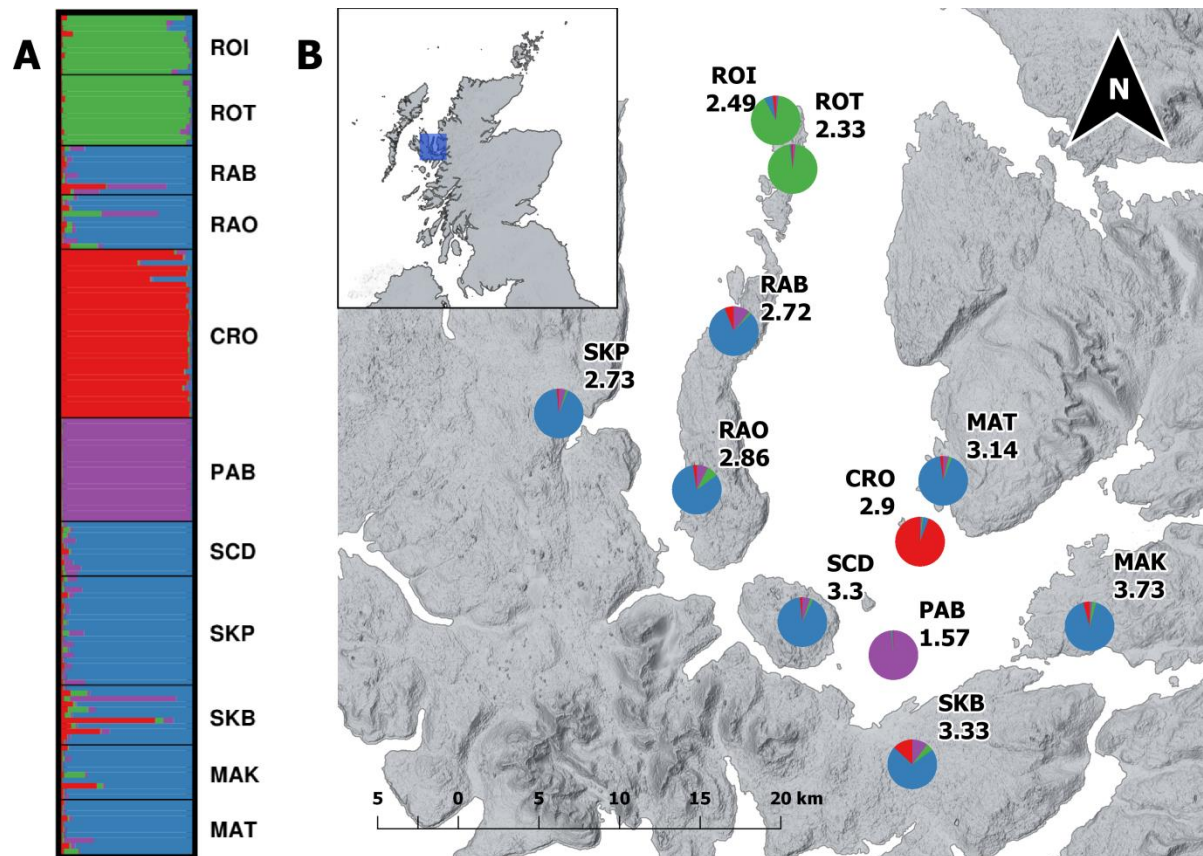 A
ROI
ROT
RAB
RAO
CRO
PAB
SCD
SKP
SKB
MAK
MAT
B
N
ROI
2.49
ROT
2.33
RAB
2.72
SKP
2.73
RAO
2.86
MAT
3.14
CRO
2.9
SCD
3.3
MAK
3.73
PAB
1.57
SKB
3.33
5 0 5 10 15 20 km